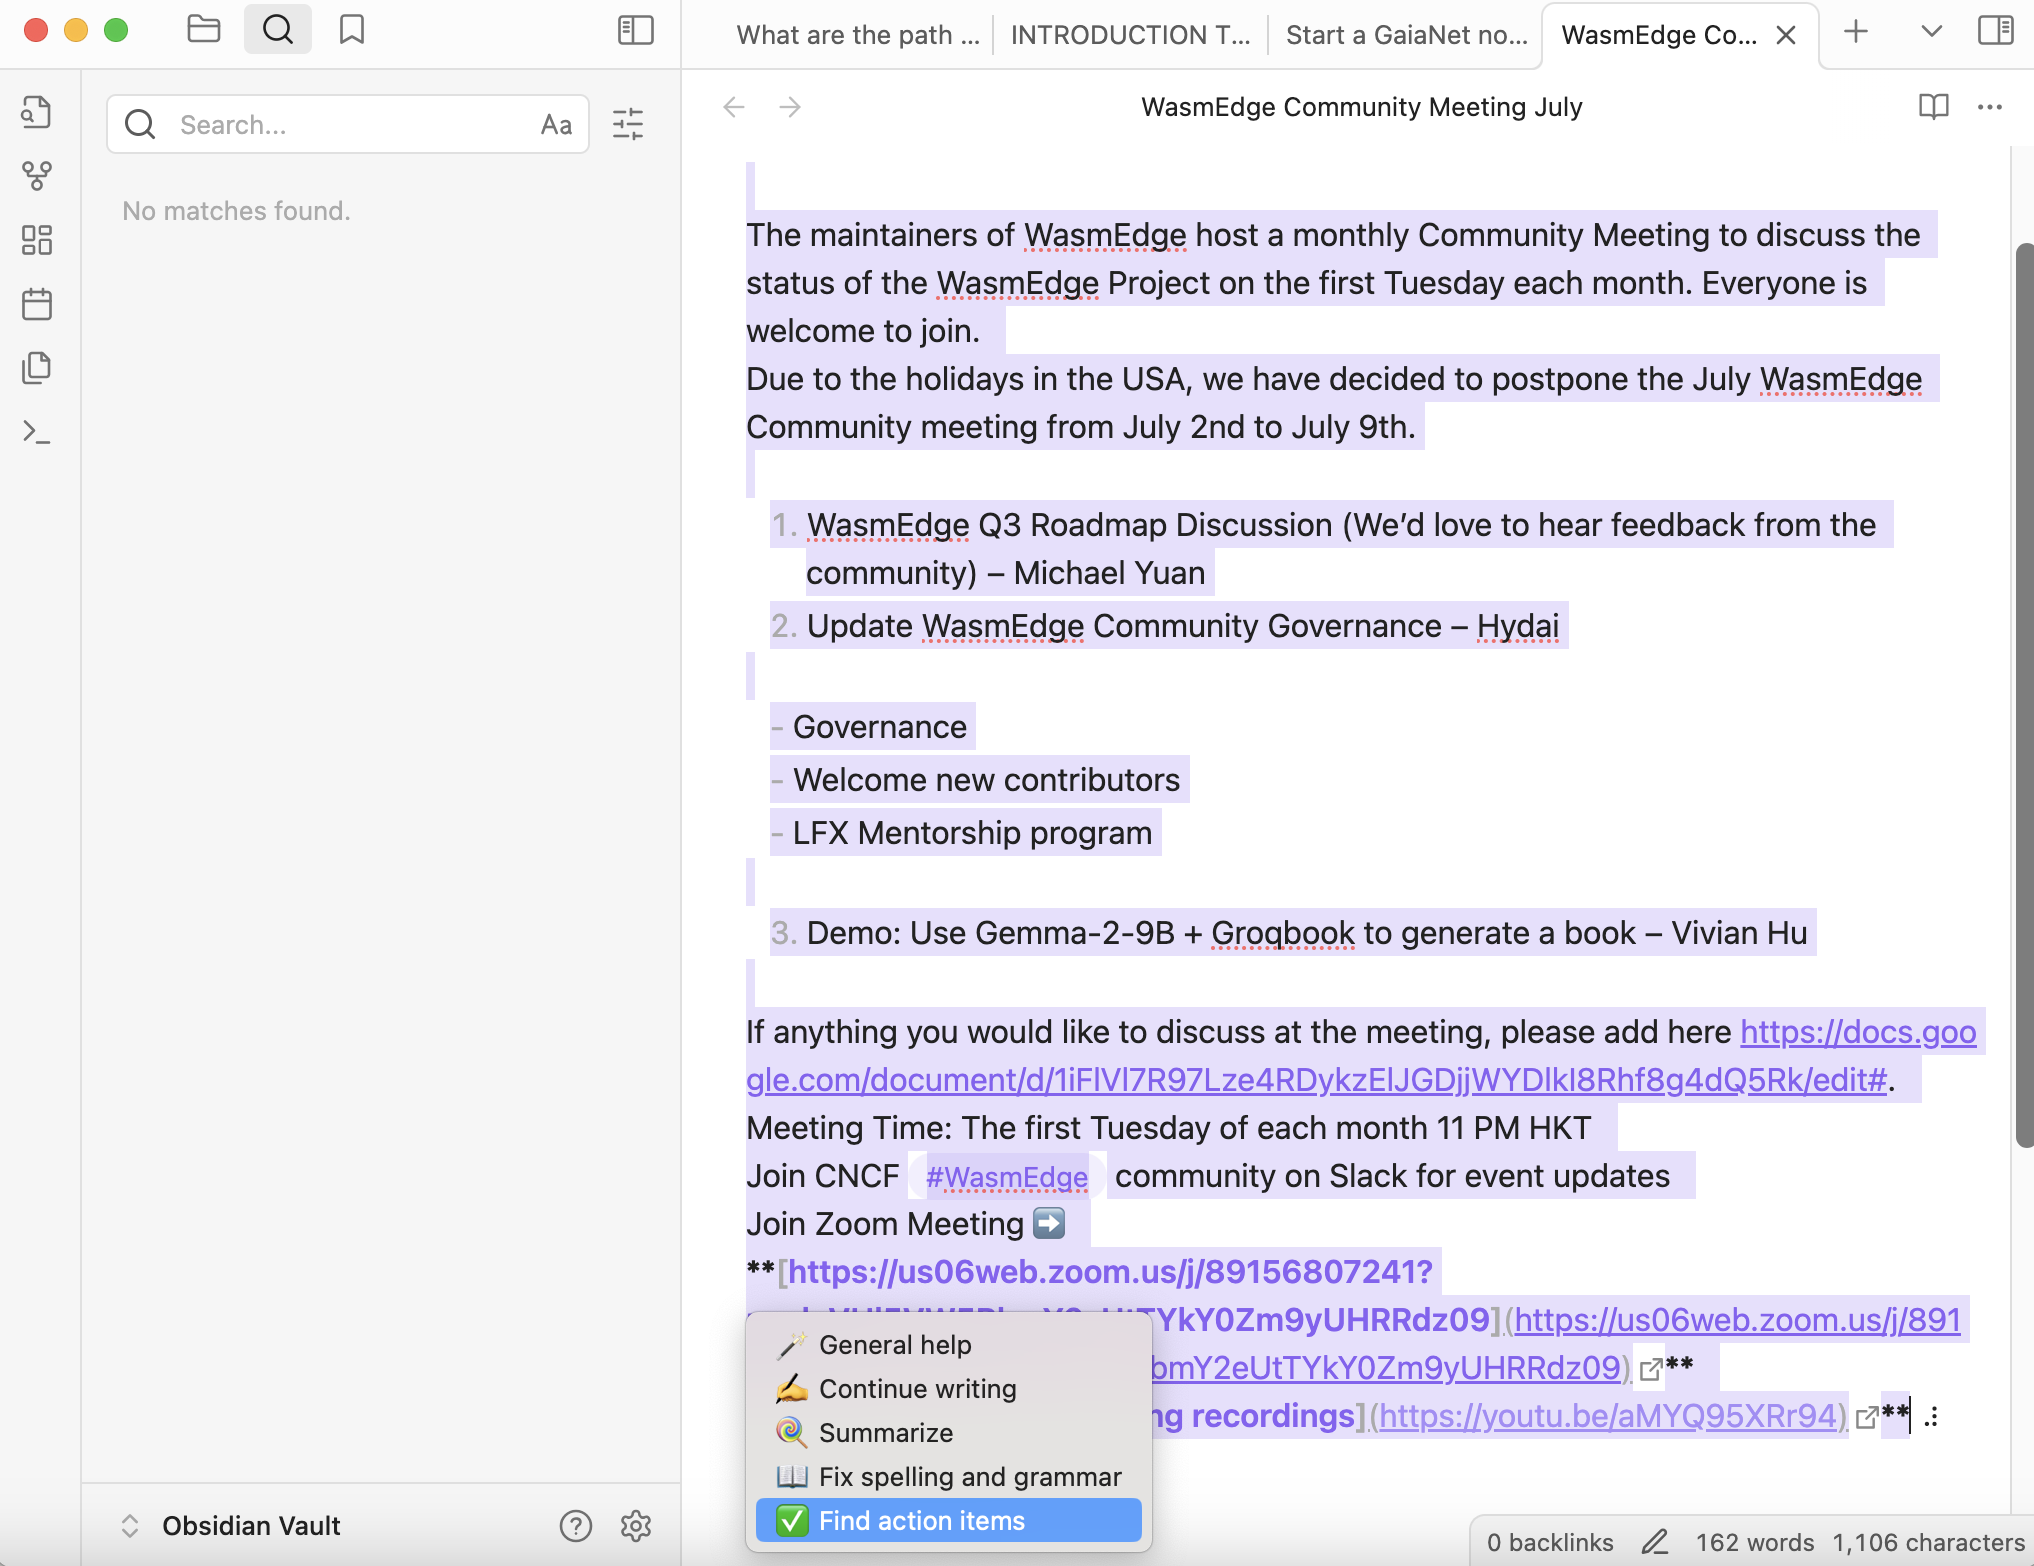 What are the path ...
INTRODUCTION T...
Start a GaiaNet no...
WasmEdge Co...
Search...
Aa
No matches found.
WasmEdge Community Meeting July
The maintainers of WasmEdge host a monthly Community Meeting to discuss the
status of the WasmEdge Project on the first Tuesday each month. Everyone is
welcome to join.
Due to the holidays in the USA, we have decided to postpone the July WasmEdge
Community meeting from July 2nd to July 9th.
1. WasmEdge Q3 Roadmap Discussion (We’d love to hear feedback from the
community) – Michael Yuan
2. Update WasmEdge Community Governance – Hydai
- Governance
- Welcome new contributors
- LFX Mentorship program
3. Demo: Use Gemma-2-9B + Groqbook to generate a book – Vivian Hu
If anything you would like to discuss at the meeting, please add here https://docs.goo
gle.com/document/d/1iFlVl7R97Lze4RDykzElJGDjjWYDlkI8Rhf8g4dQ5Rk/edit#.
Meeting Time: The first Tuesday of each month 11 PM HKT
Join CNCF #WasmEdge community on Slack for event updates
Join Zoom Meeting ➡️
**[https://us06web.zoom.us/j/89156807241?
TYkY0Zm9yUHRRdz09](https://us06web.zoom.us/j/891
bmY2eUtTYkY0Zm9yUHRRdz09)**
ng recordings](https://youtu.be/aMYQ95XRr94)**
General help
Continue writing
Summarize
Fix spelling and grammar
Find action items
Obsidian Vault
0 backlinks
162 words
1,106 characters